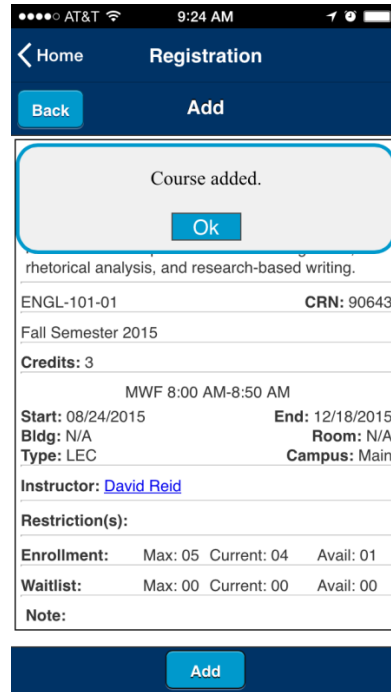 AT&T 9:24 AM
Home Registration
Back Add
Course added.
Ok
rhetorical analysis, and research-based writing.
ENGL-101-01 CRN: 90643
Fall Semester 2015
Credits: 3
MWF 8:00 AM-8:50 AM
Start: 08/24/2015 End: 12/18/2015
Bldg: N/A Room: N/A
Type: LEC Campus: Main
Instructor: David Reid
Restriction(s):
Enrollment: Max: 05 Current: 04 Avail: 01
Waitlist: Max: 00 Current: 00 Avail: 00
Note:
Add